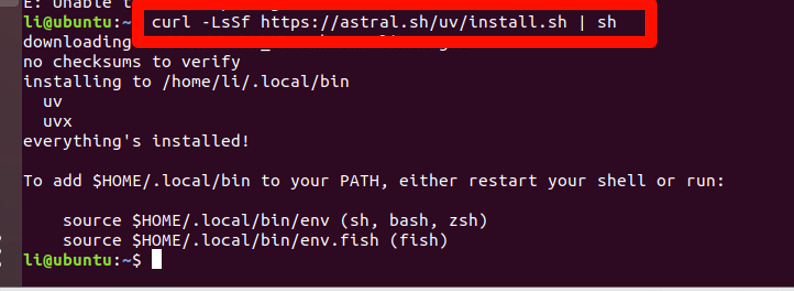 E: Unable t
li@ubuntu:~$ curl -LsSf https://astral.sh/uv/install.sh | sh
downloading
no checksums to verify
installing to /home/li/.local/bin
uv
uvx
everything's installed!
To add $HOME/.local/bin to your PATH, either restart your shell or run:
source $HOME/.local/bin/env (sh, bash, zsh)
source $HOME/.local/bin/env.fish (fish)
li@ubuntu:~$